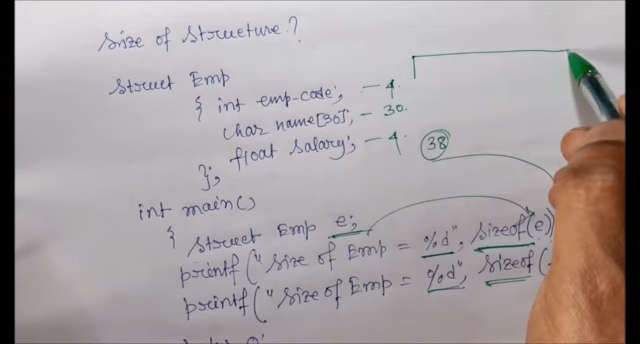 Size of Structure?
Struct Emp
{ int emp-code; - 4.
char name[30]; - 30.
float salary; - 4. 38
};
int main()
{ Struct Emp e;
printf("Size of Emp = %d", sizeof(e)
printf("Size of Emp = %d", sizeof(